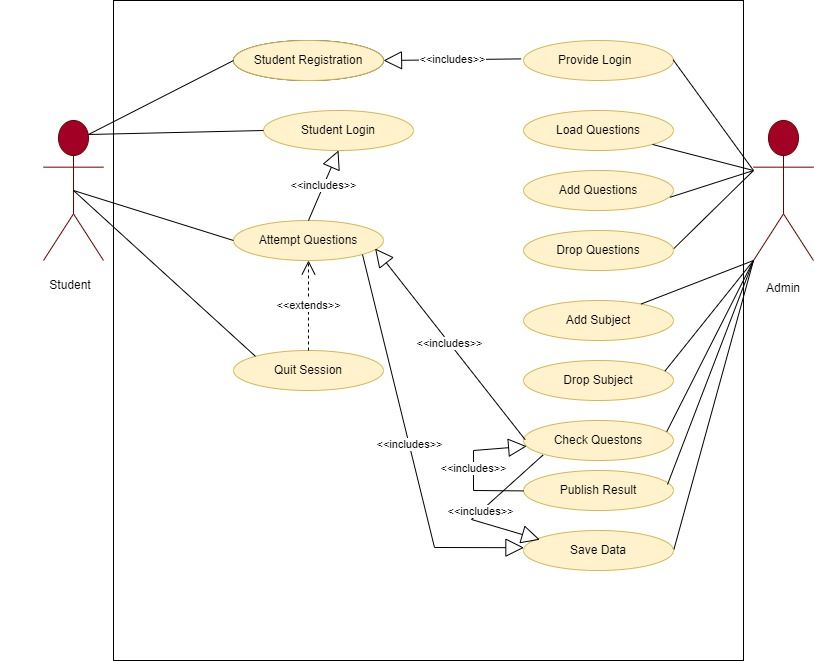 Student Registration
<<includes>>
Provide Login
Student Login
Load Questions
<<includes>>
Add Questions
Attempt Questions
Drop Questions
Student
Admin
<<extends>>
Add Subject
<<includes>>
Quit Session
Drop Subject
<<includes>>
Check Questons
<<includes>>
Publish Result
<<includes>>
Save Data